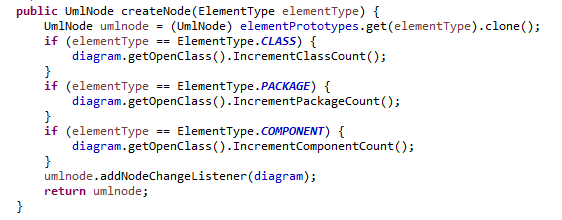 public UmlNode createNode(ElementType elementType) {
UmlNode umlnode = (UmlNode) elementPrototypes.get(elementType).clone();
if (elementType == ElementType.CLASS) {
diagram.getOpenClass().IncrementClassCount();
}
if (elementType == ElementType.PACKAGE) {
diagram.getOpenClass().IncrementPackageCount();
}
if (elementType == ElementType.COMPONENT) {
diagram.getOpenClass().IncrementComponentCount();
}
umlnode.addNodeChangeListener(diagram);
return umlnode;
}